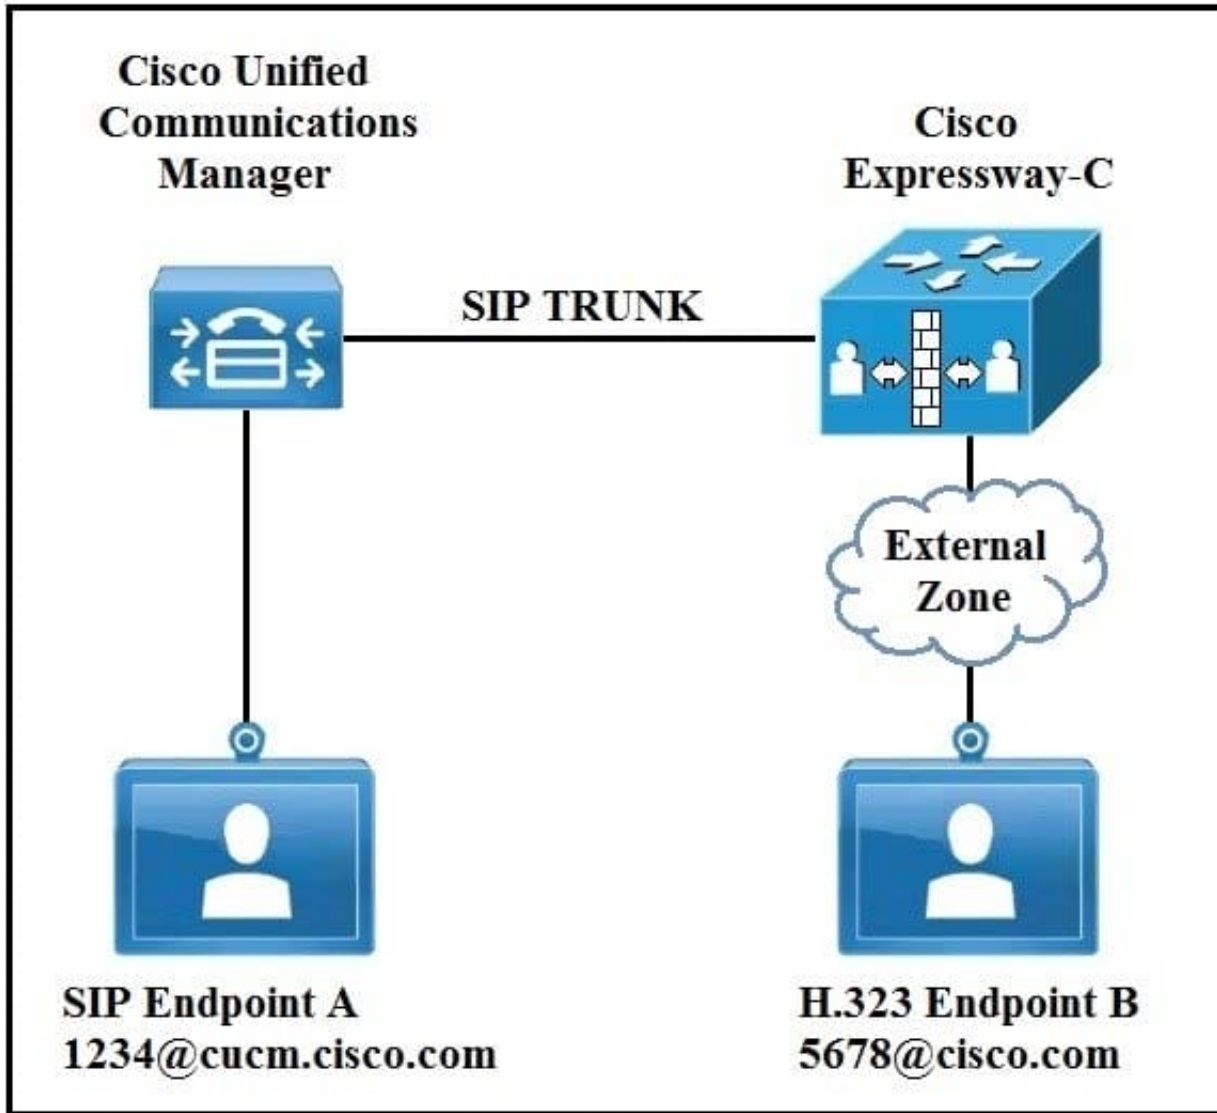 Cisco Unified
Communications
Manager
Cisco
Expressway-C
SIP TRUNK
External
Zone
SIP Endpoint A
1234@cucm.cisco.com
H.323 Endpoint B
5678@cisco.com